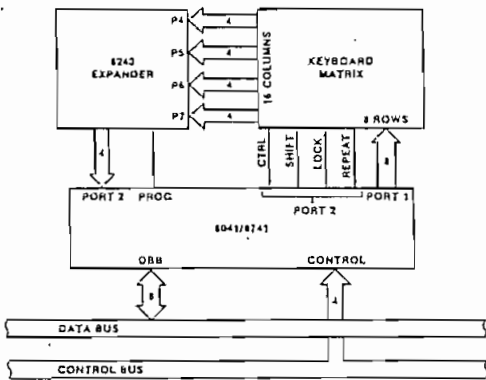 P4
P5
P6
P7
4
4
4
4
8243
EXPANDER
16 COLUMNS
KEYBOARD
MATRIX
8 ROWS
4
CTRL
SHIFT
LOCK
REPEAT
8
PORT 2
PROG
PORT 2
PORT 1
8041/8741
DBB
CONTROL
8
4
DATA BUS
CONTROL BUS